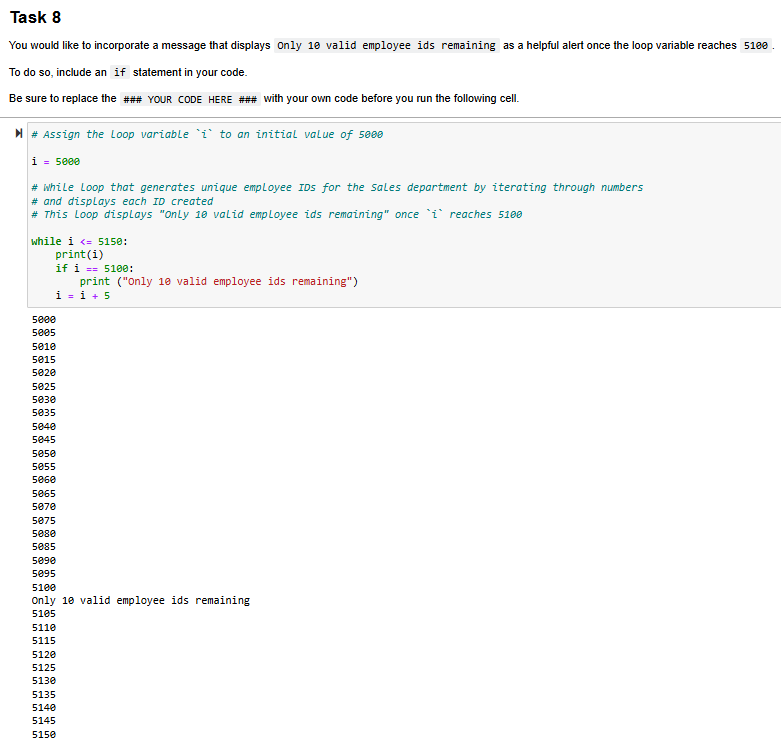 Task 8
You would like to incorporate a message that displays Only 10 valid employee ids remaining as a helpful alert once the loop variable reaches 5100 .
To do so, include an if statement in your code.
Be sure to replace the ### YOUR CODE HERE ### with your own code before you run the following cell.
# Assign the loop variable `i` to an initial value of 5000
i = 5000
# While loop that generates unique employee IDs for the Sales department by iterating through numbers
# and displays each ID created
# This loop displays "Only 10 valid employee ids remaining" once `i` reaches 5100
while i <= 5150:
    print(i)
    if i == 5100:
        print ("Only 10 valid employee ids remaining")
    i = i + 5
5000
5005
5010
5015
5020
5025
5030
5035
5040
5045
5050
5055
5060
5065
5070
5075
5080
5085
5090
5095
5100
Only 10 valid employee ids remaining
5105
5110
5115
5120
5125
5130
5135
5140
5145
5150